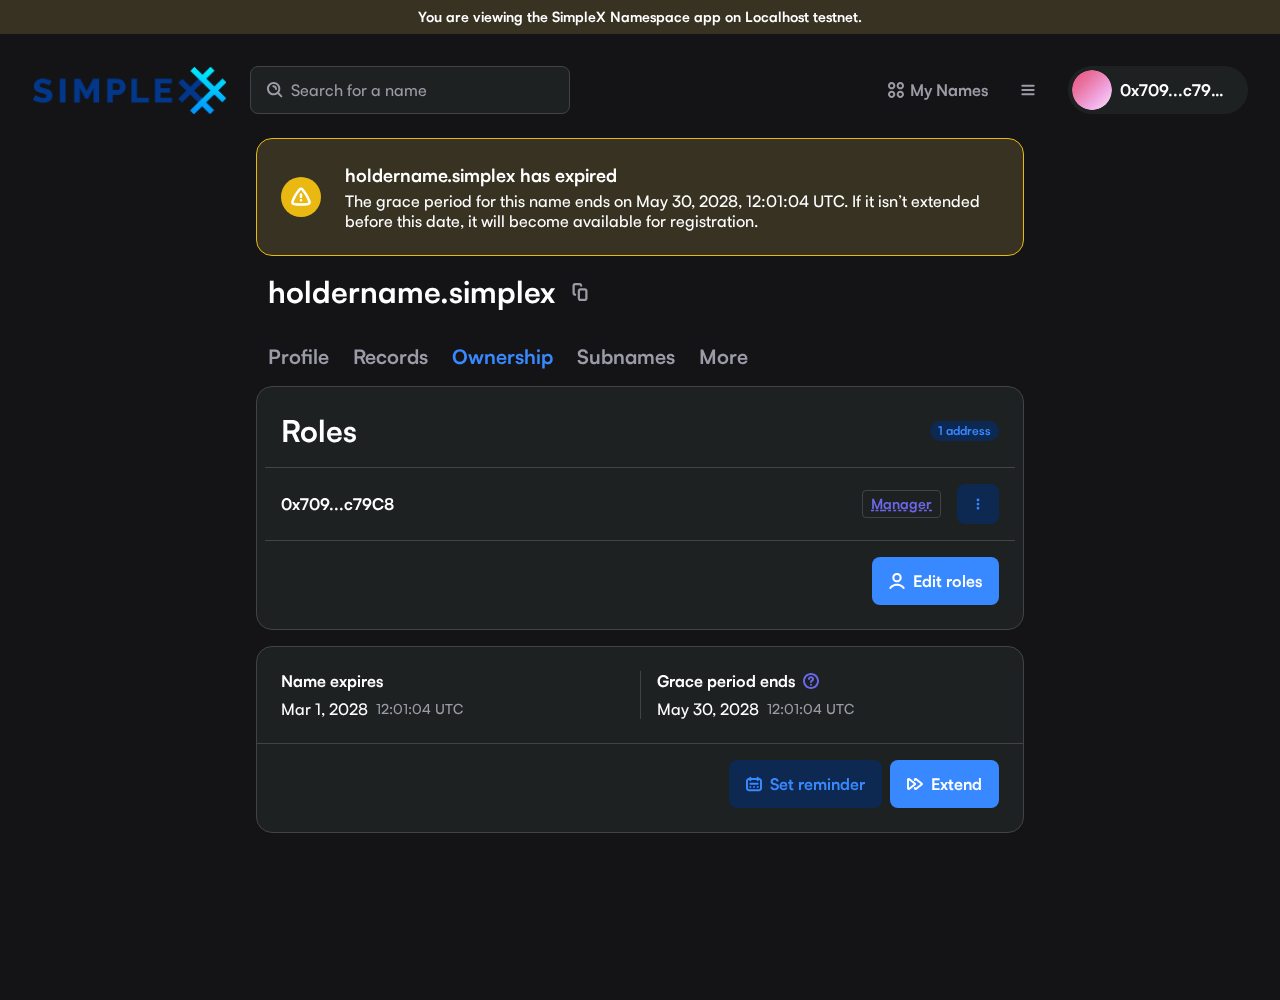 You are viewing the SimpleX Namespace app on Localhost testnet.
SIMPLEX
Search for a name
My Names
0x709...c79...
holdername.simplex has expired
The grace period for this name ends on May 30, 2028, 12:01:04 UTC. If it isn’t extended
before this date, it will become available for registration.
holdername.simplex
Profile Records Ownership Subnames More
Roles
1 address
0x709...c79C8
Manager
Edit roles
Name expires
Mar 1, 2028 12:01:04 UTC
Grace period ends
May 30, 2028 12:01:04 UTC
Set reminder
Extend